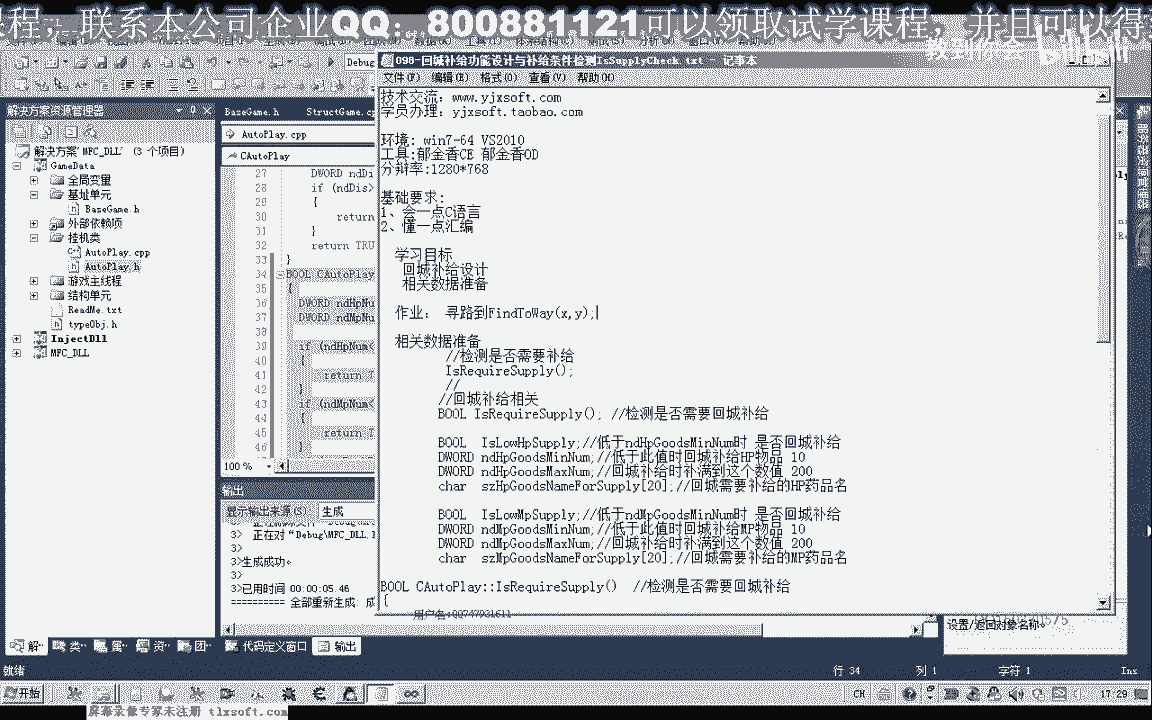 程，联系本公司企业QQ：800881121可以领取试学课程，并且可以得
bilibili
098-回城补给功能设计与补给条件检测IsSupplyCheck.txt - 记事本
文件(F) 编辑(E) 格式(O) 查看(V) 帮助(H)
Debug
解决方案资源管理器
解决方案"MFC_DLL" (3 个项目)
GameData
全局变量
基址单元
BaseGame.h
外部依赖项
挂机类
AutoPlay.cpp
AutoPlay.h
游戏主线程
结构单元
ReadMe.txt
typeObj.h
InjectDll
MFC_DLL
BaseGame.h StructGame.cp
AutoPlay.cpp
CAutoPlay
27 DWORD ndDi
28 if (ndDis>
29 {
30 return
31 }
32 return TRU
33 }
34 BOOL CAutoPlay
35 {
36 DWORD ndHpNu
37 DWORD ndMpNu
38
39 if (ndHpNum<
40 {
41 return T
42 }
43 if (ndMpNum<
44 {
45 return T
46 }
100 %
技术交流：www.yjxsoft.com
学员办理：yjxsoft.taobao.com
环境：win7-64 VS2010
工具:郁金香CE 郁金香OD
分辩率:1280*768
基础要求:
1、会一点C语言
2、懂一点汇编
学习目标
回城补给设计
相关数据准备
作业： 寻路到FindToWay(x,y);
相关数据准备
//检测是否需要补给
IsRequireSupply();
//
//回城补给相关
BOOL IsRequireSupply(); //检测是否需要回城补给
BOOL IsLowHpSupply;//低于ndHpGoodsMinNum时 是否回城补给
DWORD ndHpGoodsMinNum;//低于此值时回城补给HP物品 10
DWORD ndHpGoodsMaxNum;//回城补给时补满到这个数值 200
char szHpGoodsNameForSupply[20];//回城需要补给的HP药品名
BOOL IsLowMpSupply;//低于ndMpGoodsMinNum时 是否回城补给
DWORD ndMpGoodsMinNum;//低于此值时回城补给MP物品 10
DWORD ndMpGoodsMaxNum;//回城补给时补满到这个数值 200
char szMpGoodsNameForSupply[20];//回城需要补给的MP药品名
BOOL CAutoPlay::IsRequireSupply() //检测是否需要回城补给
{
输出
显示输出来源(S): 生成
3>
3>生成成功。
3>
3>已用时间 00:00:05.46
========== 全部重新生成: 成
代码定义窗口 输出
设置/返回对象名称。
就绪
行 34 列 1 字符 1 Ins
开始
CH
17:29
屏幕录像专家未注册 tlxsoft.com